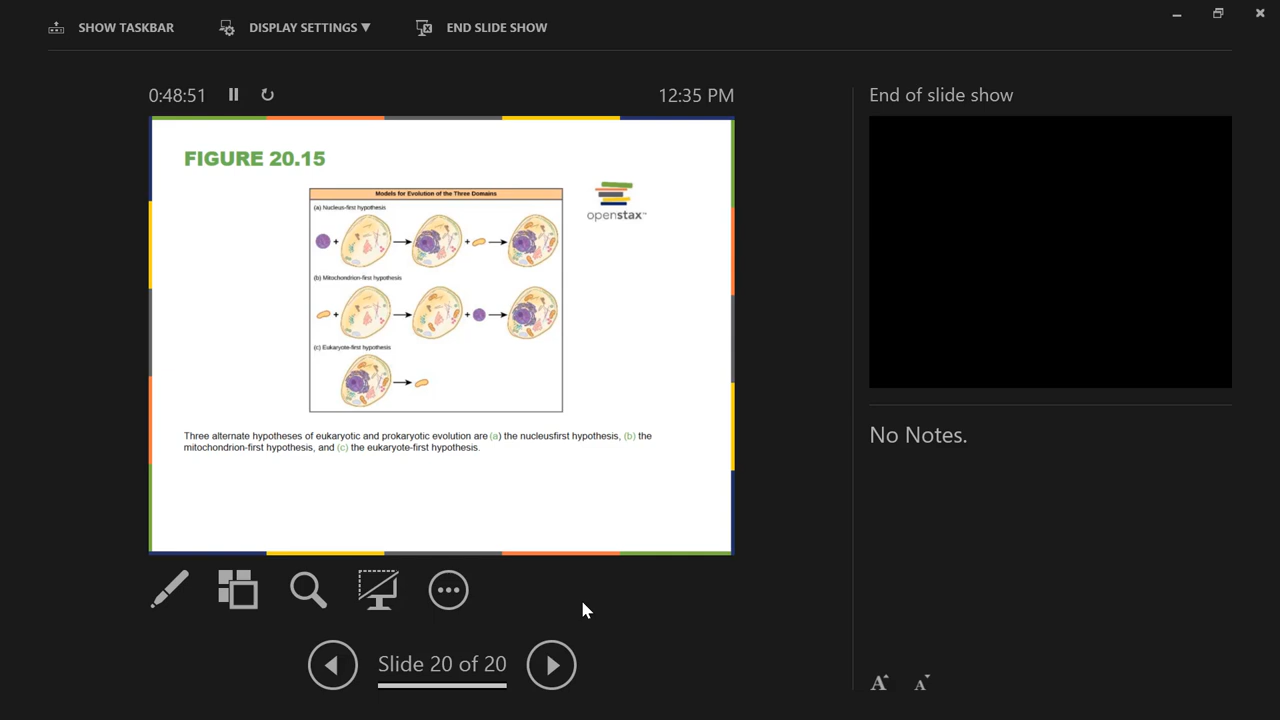 SHOW TASKBAR
DISPLAY SETTINGS ▼
END SLIDE SHOW
0:48:51
12:35 PM
End of slide show
FIGURE 20.15
openstax™
Models for Evolution of the Three Domains
(a) Nucleus-first hypothesis
(b) Mitochondrion-first hypothesis
(c) Eukaryote-first hypothesis
Three alternate hypotheses of eukaryotic and prokaryotic evolution are (a) the nucleusfirst hypothesis, (b) the
mitochondrion-first hypothesis, and (c) the eukaryote-first hypothesis.
No Notes.
Slide 20 of 20
A A